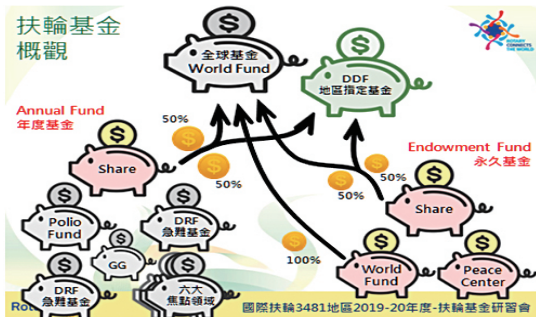 扶輪基金
概觀
全球基金
World Fund
DDF
地區指定基金
ROTARY
CONNECTS
THE WORLD
Annual Fund
年度基金
50%
50%
Endowment Fund
永久基金
50%
50%
100%
Share
Share
Polio
Fund
DRF
急難基金
GG
DRF
急難基金
六大
焦點領域
World
Fund
Peace
Center
國際扶輪3481地區2019-20年度-扶輪基金研習會